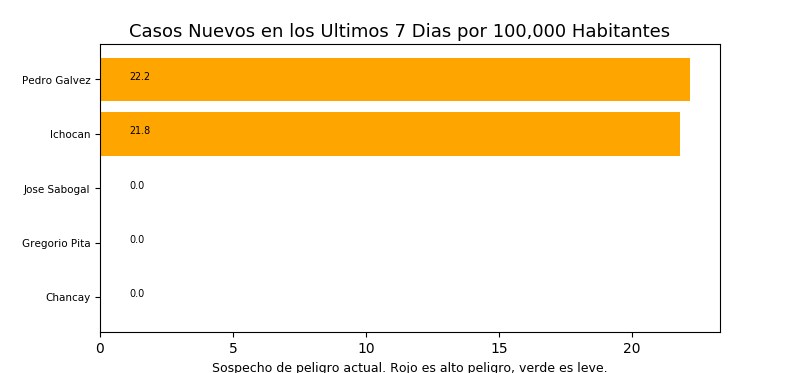 Casos Nuevos en los Ultimos 7 Dias por 100,000 Habitantes
Pedro Galvez 22.2
Ichocan 21.8
Jose Sabogal 0.0
Gregorio Pita 0.0
Chancay 0.0
0 5 10 15 20
Sospecho de peligro actual. Rojo es alto peligro, verde es leve.